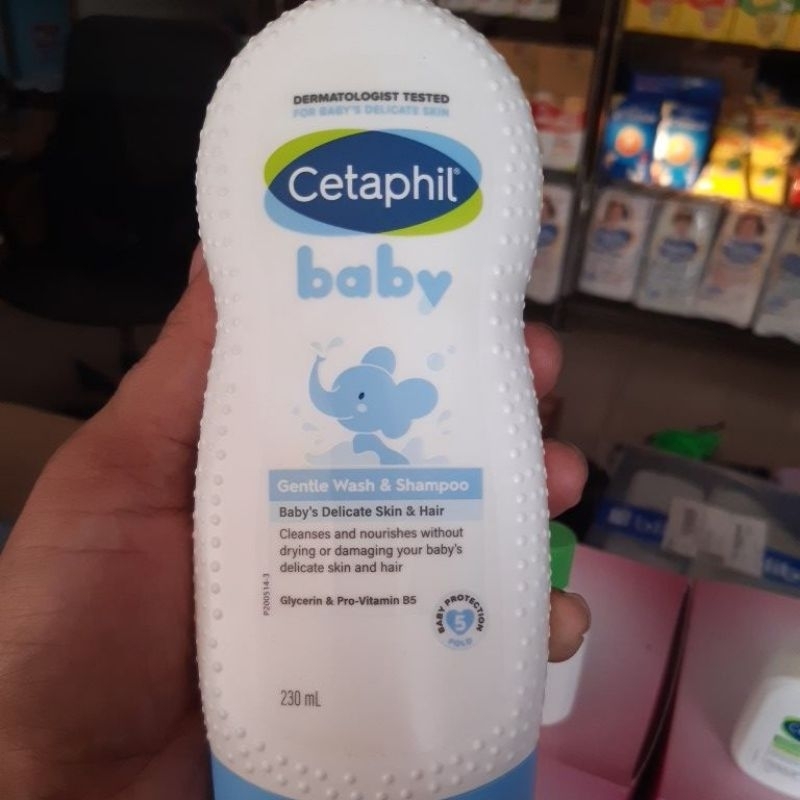 DERMATOLOGIST TESTED
FOR BABY'S DELICATE SKIN
Cetaphil®
baby
Gentle Wash & Shampoo
Baby's Delicate Skin & Hair
Cleanses and nourishes without
drying or damaging your baby's
delicate skin and hair
P200514-3
Glycerin & Pro-Vitamin B5
BABY PROTECTION
5
FOLD
230 mL